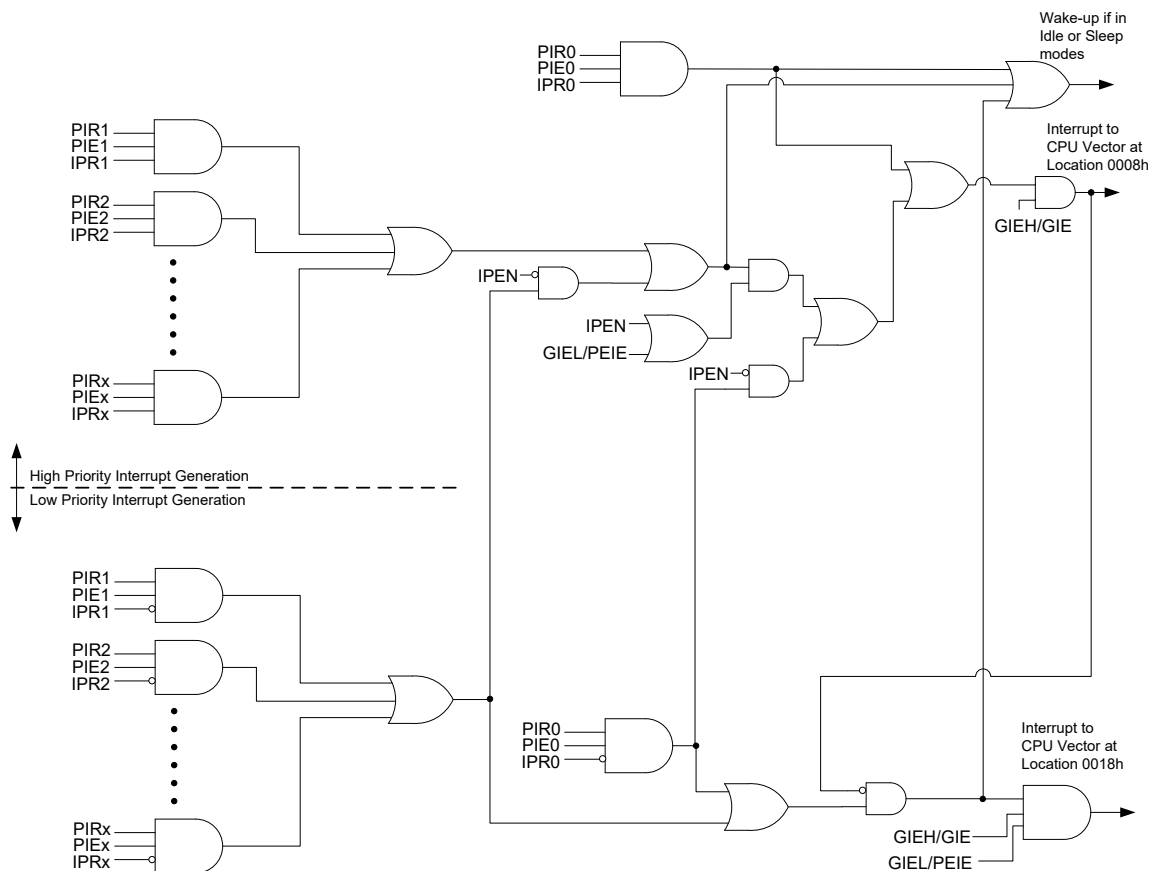 Wake-up if in
Idle or Sleep
modes
PIR0
PIE0
IPR0
PIR1
PIE1
IPR1
Interrupt to
CPU Vector at
Location 0008h
PIR2
PIE2
IPR2
GIEH/GIE
IPEN
IPEN
GIEL/PEIE
IPEN
PIRx
PIEx
IPRx
High Priority Interrupt Generation
Low Priority Interrupt Generation
PIR1
PIE1
IPR1
PIR2
PIE2
IPR2
PIR0
PIE0
IPR0
Interrupt to
CPU Vector at
Location 0018h
PIRx
PIEx
IPRx
GIEH/GIE
GIEL/PEIE